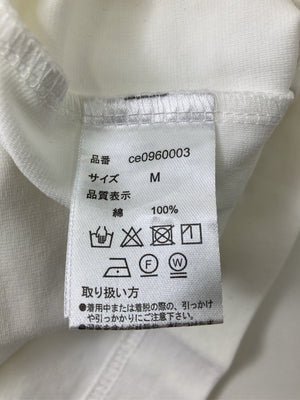 品番 ce0960003
サイズ M
品質表示
綿 100%
F W
取り扱い方
●着用中または着脱の際の、引っかけ
や引っかかりにご注意下さい。